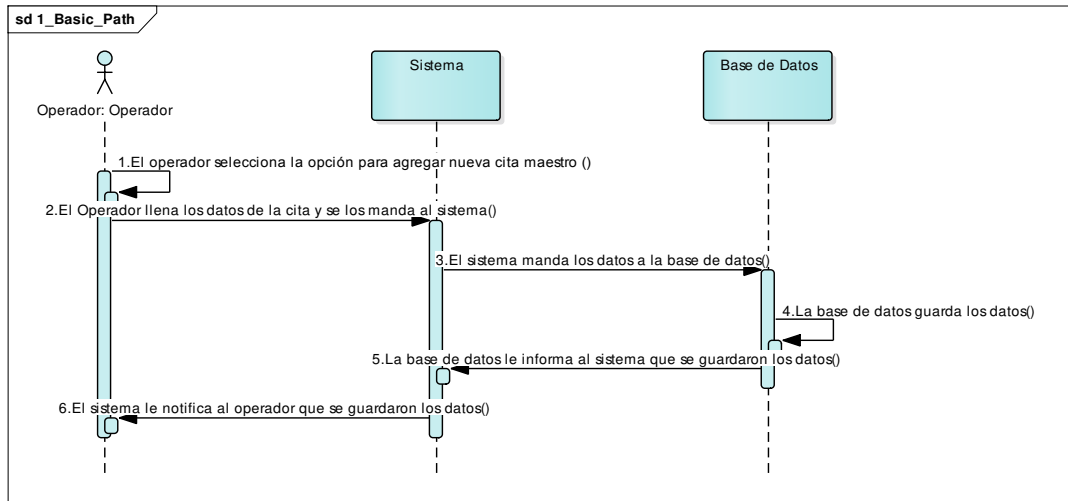 sd 1_Basic_Path
Sistema
Base de Datos
Operador: Operador
1.El operador selecciona la opción para agregar nueva cita maestro ()
2.El Operador llena los datos de la cita y se los manda al sistema()
3.El sistema manda los datos a la base de datos()
4.La base de datos guarda los datos()
5.La base de datos le informa al sistema que se guardaron los datos()
6.El sistema le notifica al operador que se guardaron los datos()